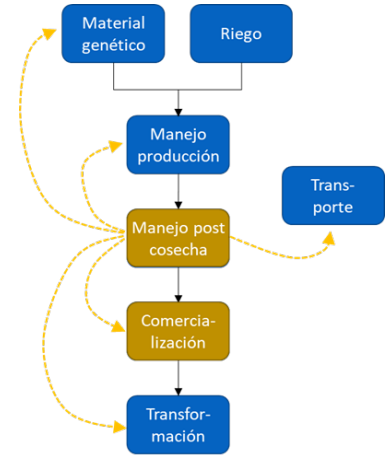 Material
genético
Riego
Manejo
producción
Trans-
porte
Manejo post
cosecha
Comercia-
lización
Transfor-
mación